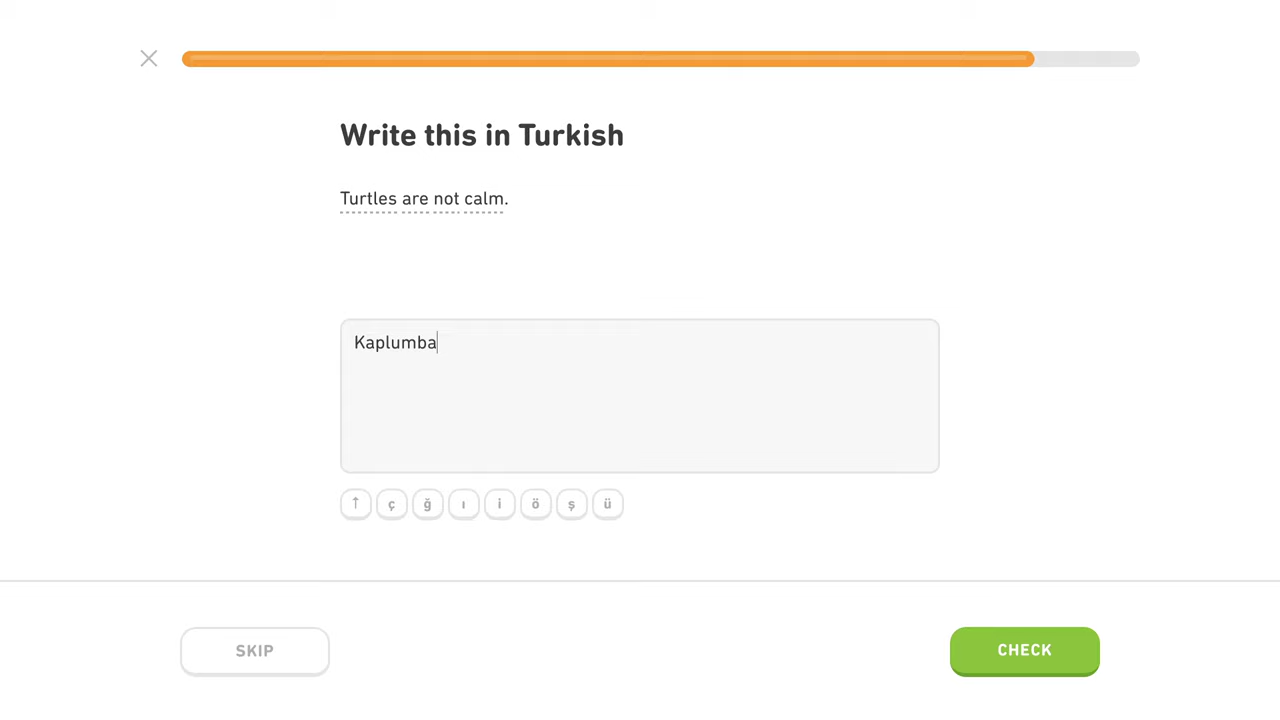 Write this in Turkish
Turtles are not calm.
Kaplumba
↑ ç ğ ı i ö ş ü
SKIP
CHECK